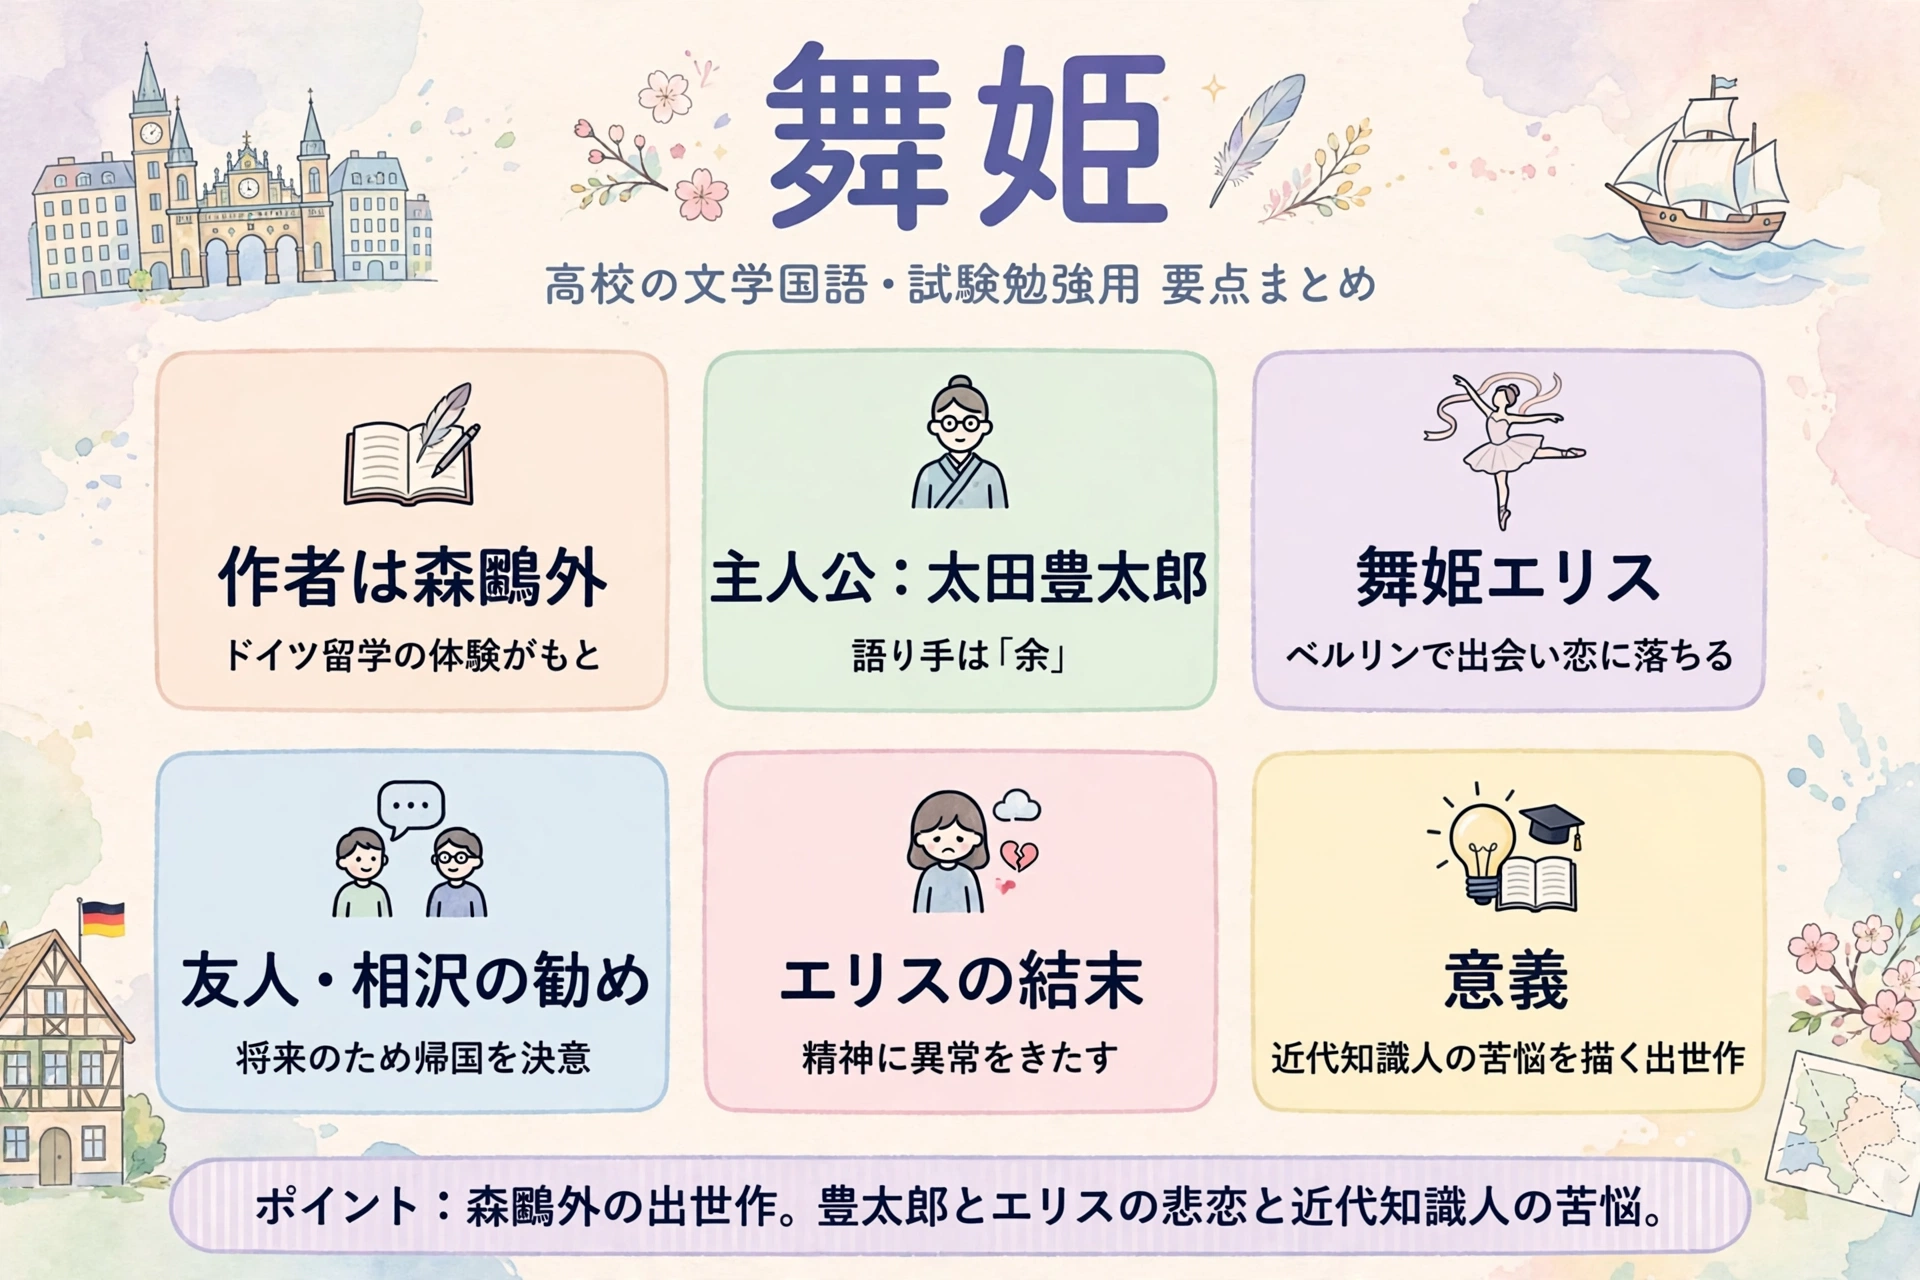 舞姫
高校の文学国語・試験勉強用 要点まとめ
作者は森鷗外
ドイツ留学の体験がもと
主人公：太田豊太郎
語り手は「余」
舞姫エリス
ベルリンで出会い恋に落ちる
友人・相沢の勧め
将来のため帰国を決意
エリスの結末
精神に異常をきたす
意義
近代知識人の苦悩を描く出世作
ポイント：森鷗外の出世作。豊太郎とエリスの悲恋と近代知識人の苦悩。